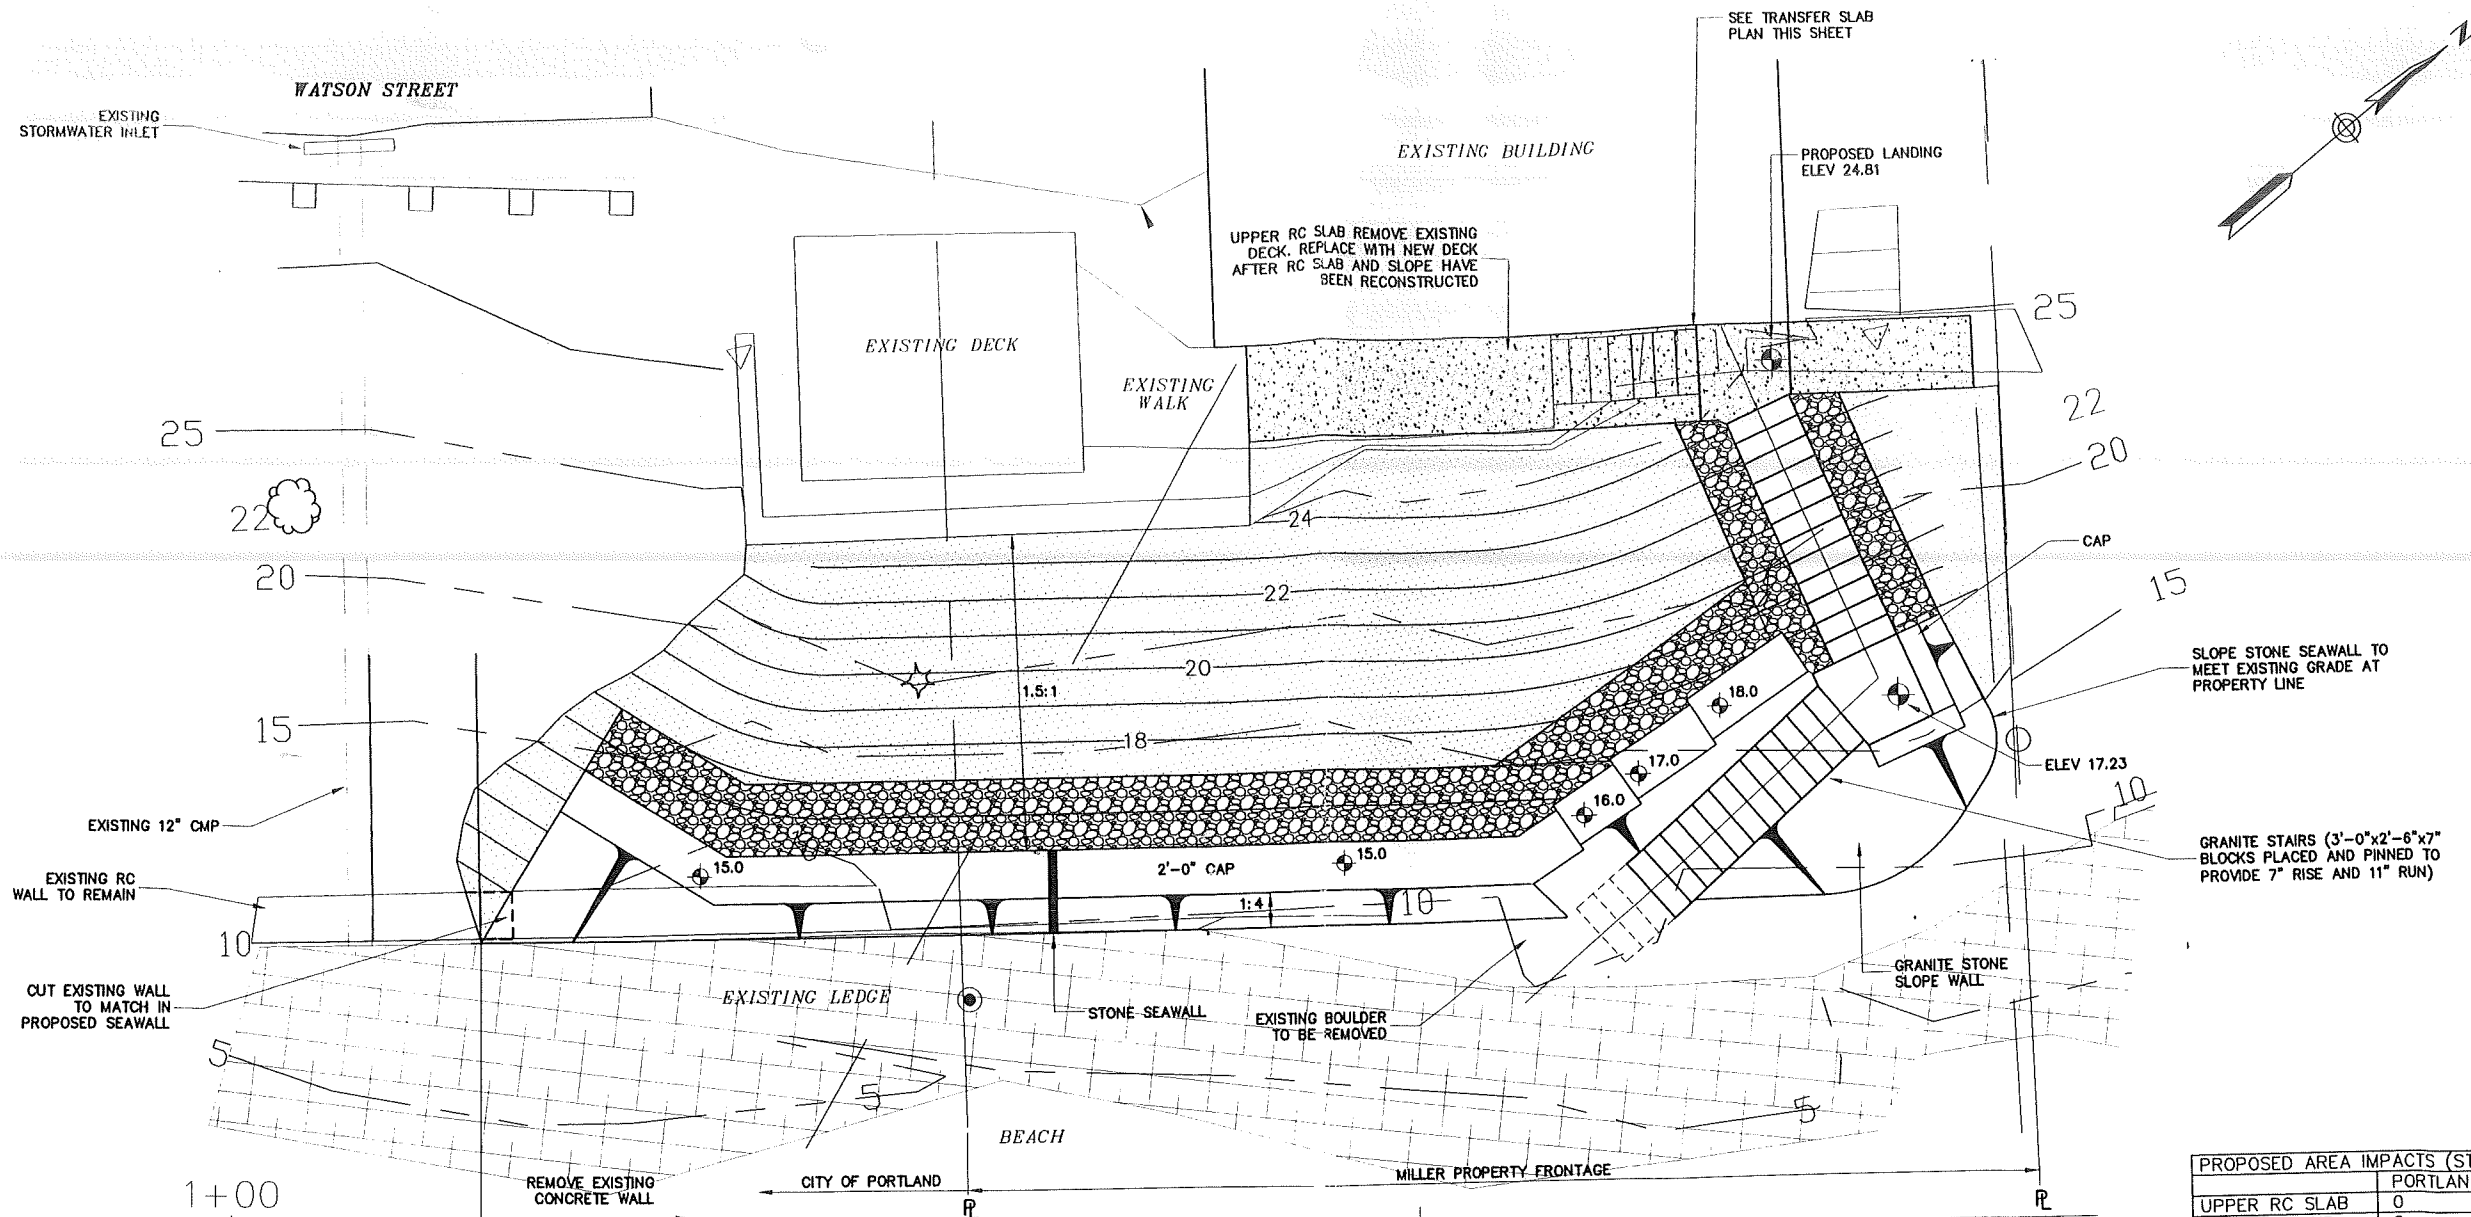 SEE TRANSFER SLAB
PLAN THIS SHEET
N
WATSON STREET
EXISTING
STORMWATER INLET
EXISTING BUILDING
PROPOSED LANDING
ELEV 24.81
UPPER RC SLAB REMOVE EXISTING
DECK. REPLACE WITH NEW DECK
AFTER RC SLAB AND SLOPE HAVE
BEEN RECONSTRUCTED
25
EXISTING DECK
EXISTING
WALK
22
25
20
22
24
CAP
20
22
15
SLOPE STONE SEAWALL TO
MEET EXISTING GRADE AT
PROPERTY LINE
20
1.5:1
18.0
15
18
17.0
ELEV 17.23
16.0
10
EXISTING 12" CMP
GRANITE STAIRS (3'-0"x2'-6"x7"
BLOCKS PLACED AND PINNED TO
PROVIDE 7" RISE AND 11" RUN)
15.0
2'-0" CAP
15.0
EXISTING RC
WALL TO REMAIN
1:4
10
10
GRANITE STONE
SLOPE WALL
CUT EXISTING WALL
TO MATCH IN
PROPOSED SEAWALL
EXISTING LEDGE
STONE SEAWALL
EXISTING BOULDER
TO BE REMOVED
5
5
5
BEACH
REMOVE EXISTING
CONCRETE WALL
CITY OF PORTLAND
MILLER PROPERTY FRONTAGE
1+00
PL
PL
PROPOSED AREA IMPACTS (ST
PORTLAN
UPPER RC SLAB 0